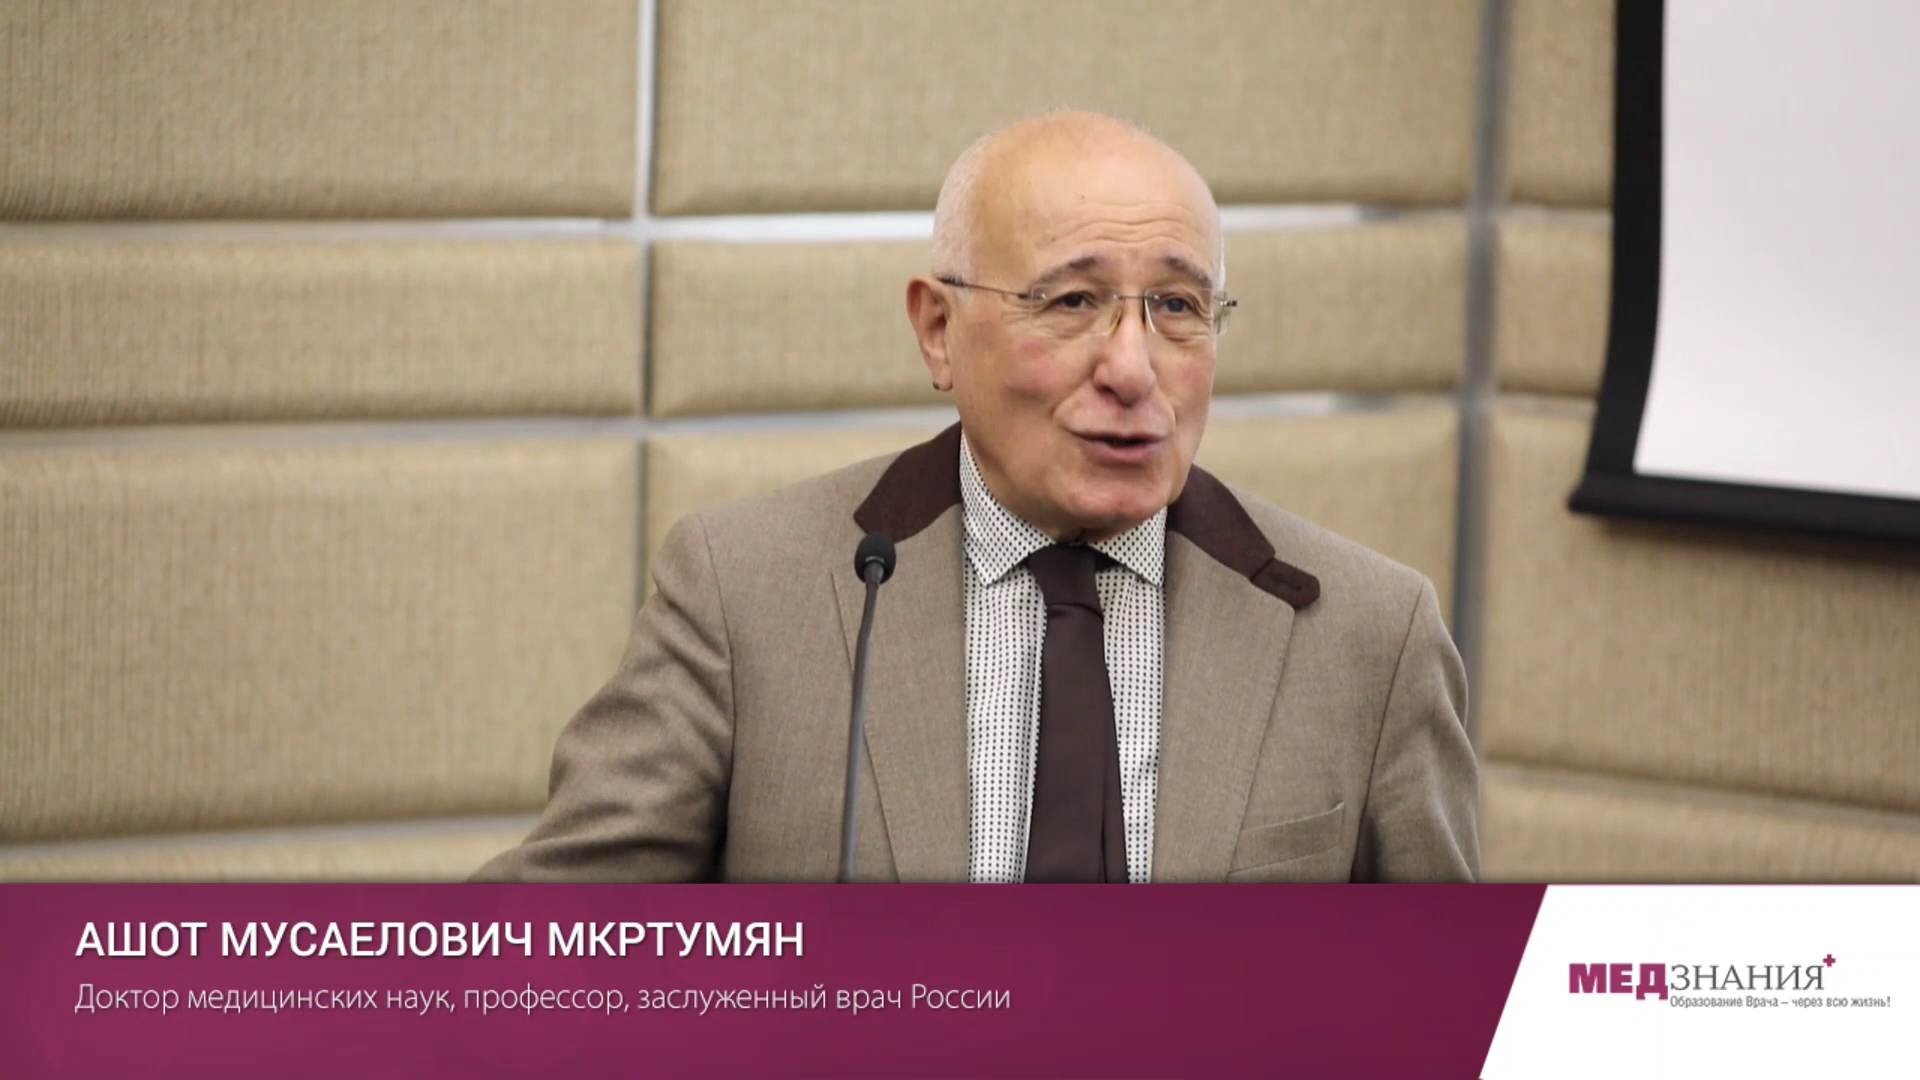 АШОТ МУСАЕЛОВИЧ МКРТУМЯН
Доктор медицинских наук, профессор, заслуженный врач России
МЕДЗНАНИЯ+
Образование Врача – через всю жизнь!